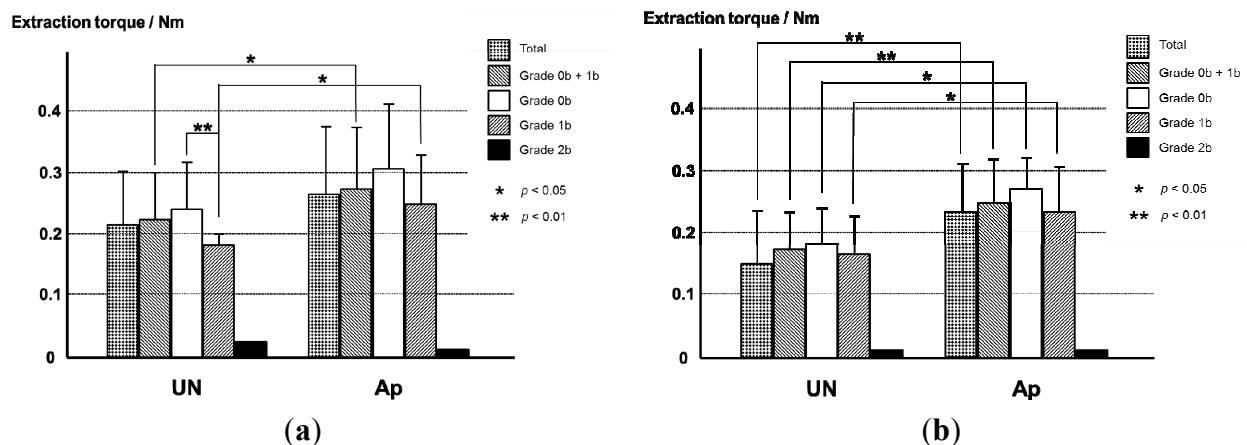 Extraction torque / Nm
Total
Grade 0b + 1b
Grade 0b
Grade 1b
Grade 2b
* p < 0.05
** p < 0.01
*
*
**
0.4
0.3
0.2
0.1
0
UN Ap
(a)
Extraction torque / Nm
Total
Grade 0b + 1b
Grade 0b
Grade 1b
Grade 2b
* p < 0.05
** p < 0.01
**
**
*
*
0.4
0.3
0.2
0.1
0
UN Ap
(b)